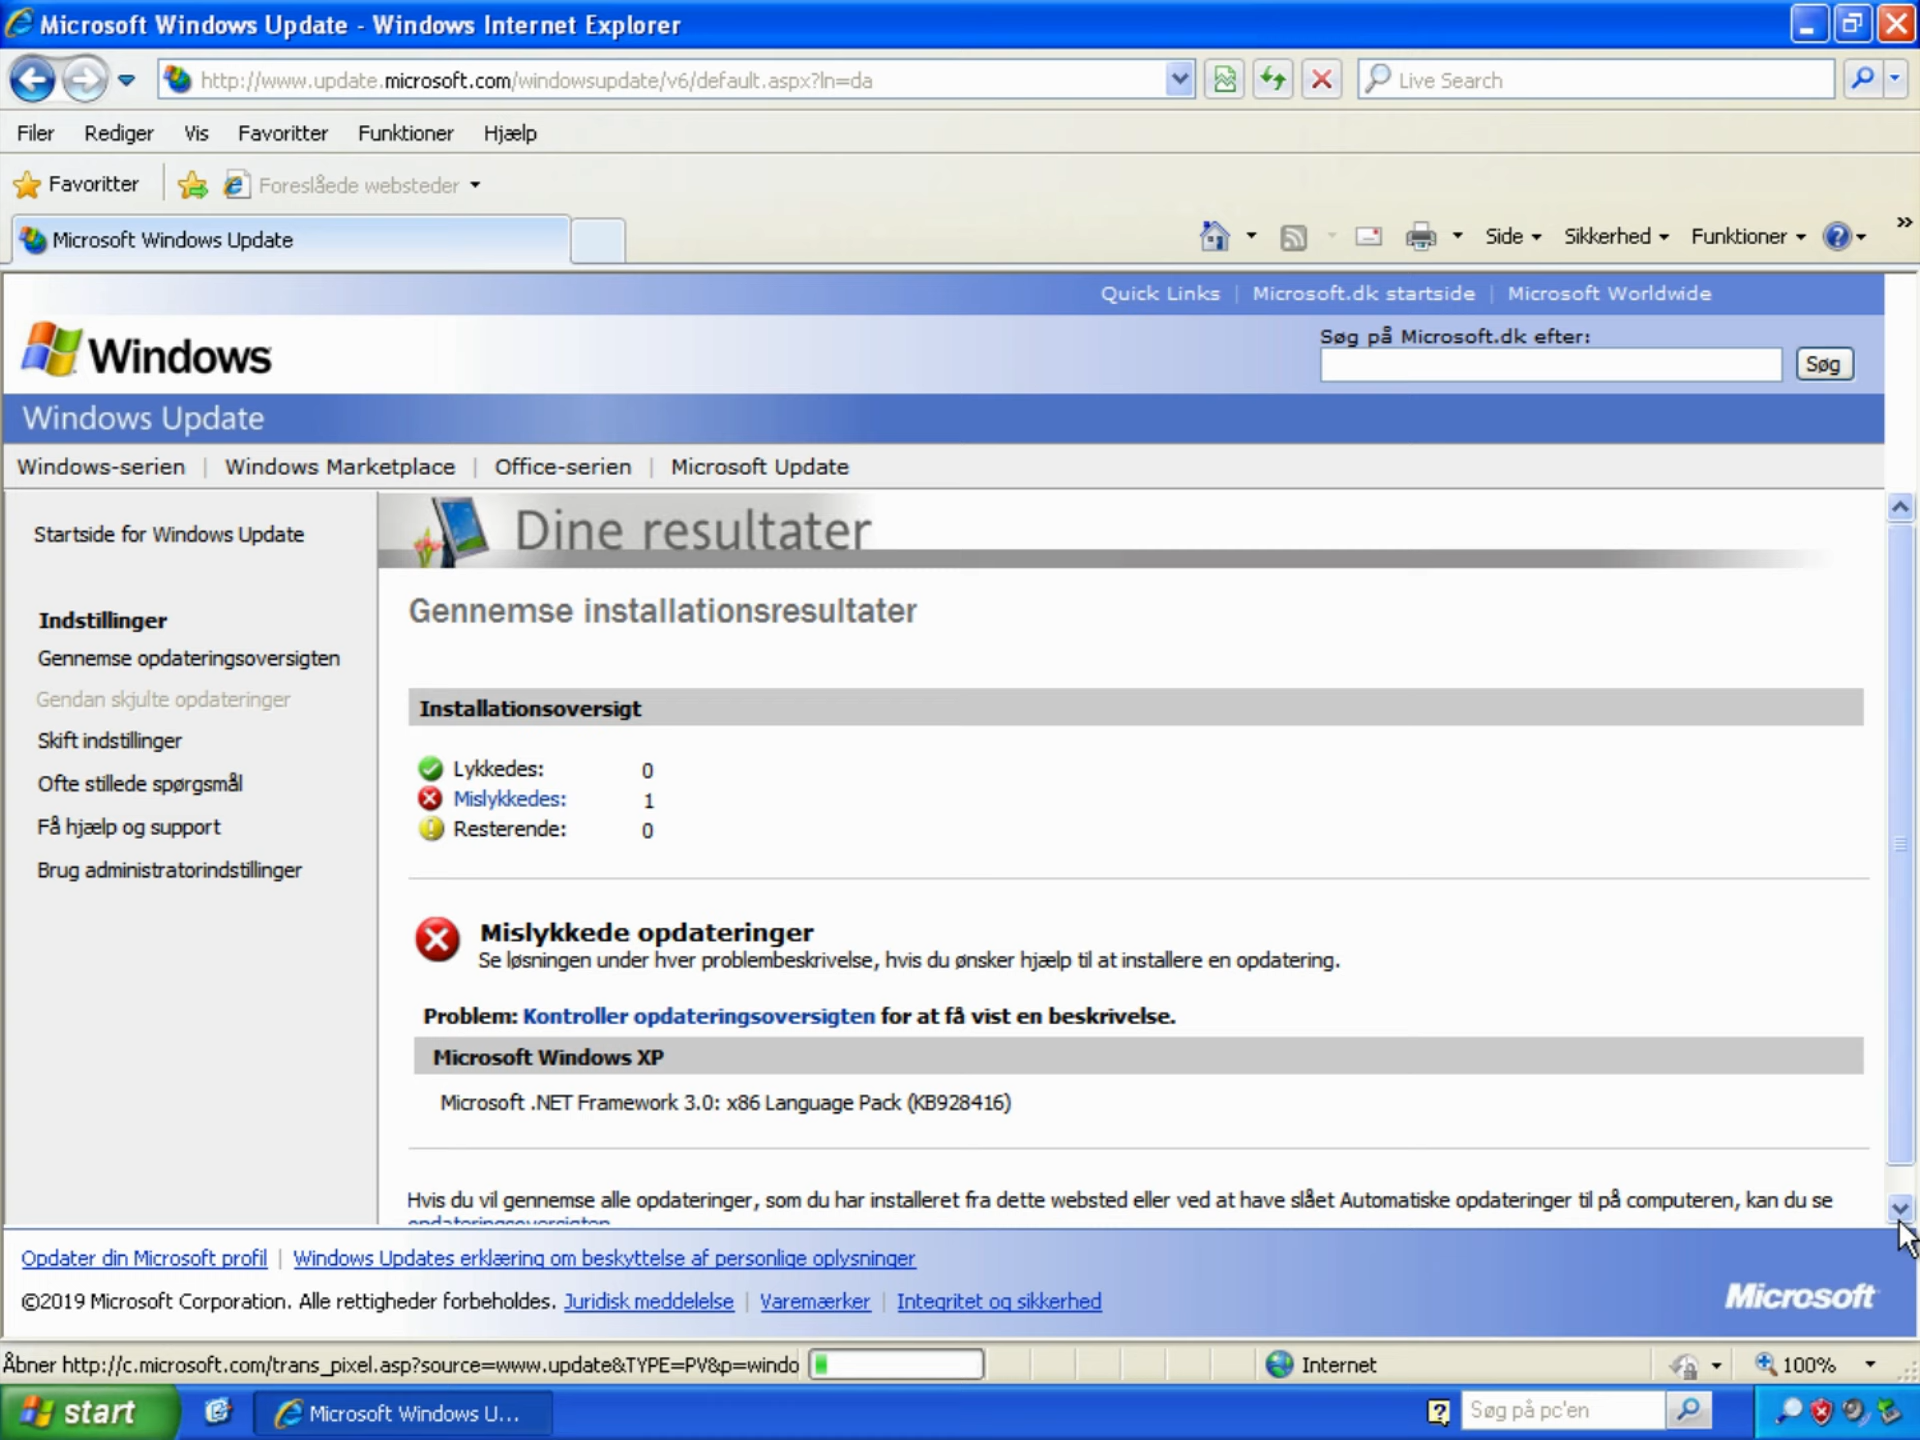 Microsoft Windows Update - Windows Internet Explorer
http://www.update.microsoft.com/windowsupdate/v6/default.aspx?ln=da
Live Search
Filer Rediger Vis Favoritter Funktioner Hjælp
Favoritter Foreslåede websteder
Microsoft Windows Update
Side Sikkerhed Funktioner »
Quick Links | Microsoft.dk startside | Microsoft Worldwide
Windows
Søg på Microsoft.dk efter:
Søg
Windows Update
Windows-serien | Windows Marketplace | Office-serien | Microsoft Update
Startside for Windows Update
Indstillinger
Gennemse opdateringsoversigten
Gendan skjulte opdateringer
Skift indstillinger
Ofte stillede spørgsmål
Få hjælp og support
Brug administratorindstillinger
Dine resultater
Gennemse installationsresultater
Installationsoversigt
Lykkedes: 0
Mislykkedes: 1
Resterende: 0
Mislykkede opdateringer
Se løsningen under hver problembeskrivelse, hvis du ønsker hjælp til at installere en opdatering.
Problem: Kontroller opdateringsoversigten for at få vist en beskrivelse.
Microsoft Windows XP
Microsoft .NET Framework 3.0: x86 Language Pack (KB928416)
Hvis du vil gennemse alle opdateringer, som du har installeret fra dette websted eller ved at have slået Automatiske opdateringer til på computeren, kan du se
opdateringsoversigten.
Opdater din Microsoft profil | Windows Updates erklæring om beskyttelse af personlige oplysninger
©2019 Microsoft Corporation. Alle rettigheder forbeholdes. Juridisk meddelelse | Varemærker | Integritet og sikkerhed
Microsoft
Åbner http://c.microsoft.com/trans_pixel.asp?source=www.update&TYPE=PV&p=windo
Internet
100%
start
Microsoft Windows U...
Søg på pc'en